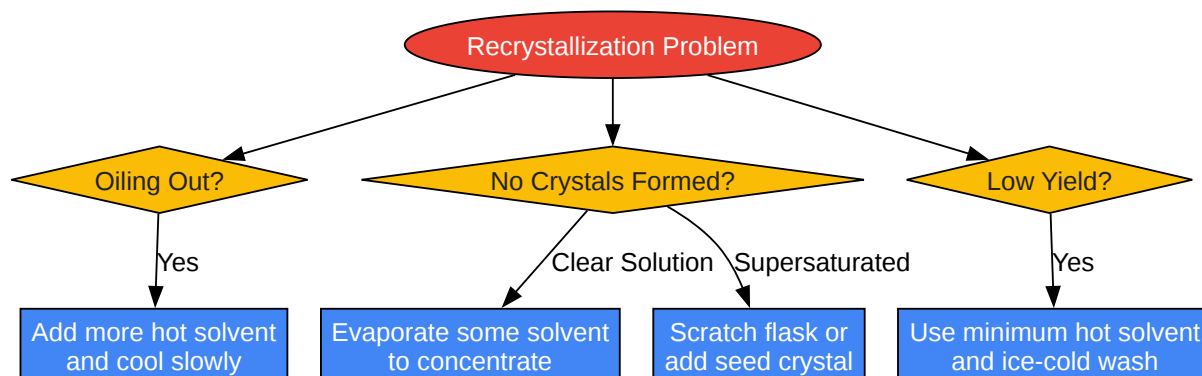 Recrystallization Problem
Oiling Out?
No Crystals Formed?
Low Yield?
Yes
Clear Solution
Supersaturated
Yes
Add more hot solvent
and cool slowly
Evaporate some solvent
to concentrate
Scratch flask or
add seed crystal
Use minimum hot solvent
and ice-cold wash